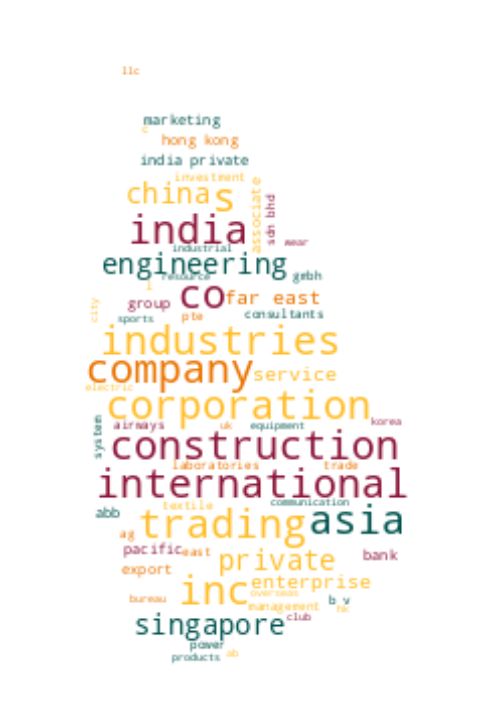 llc
marketing
c
hong kong
india private
investment
china s
associate
sdn bhd
india
wear
industrial
engineering
resource
gmbh
l
co
far east
city
group
sports
pte
consultants
industries
company
service
electric
corporation
airways
uk
equipment
korea
system
construction
laboratories
trade
international
communication
textile
abb
trading
asia
ag
pacific
east
bank
private
export
enterprise
inc
overseas
bureau
b v
management
hk
club
singapore
power
products
ab